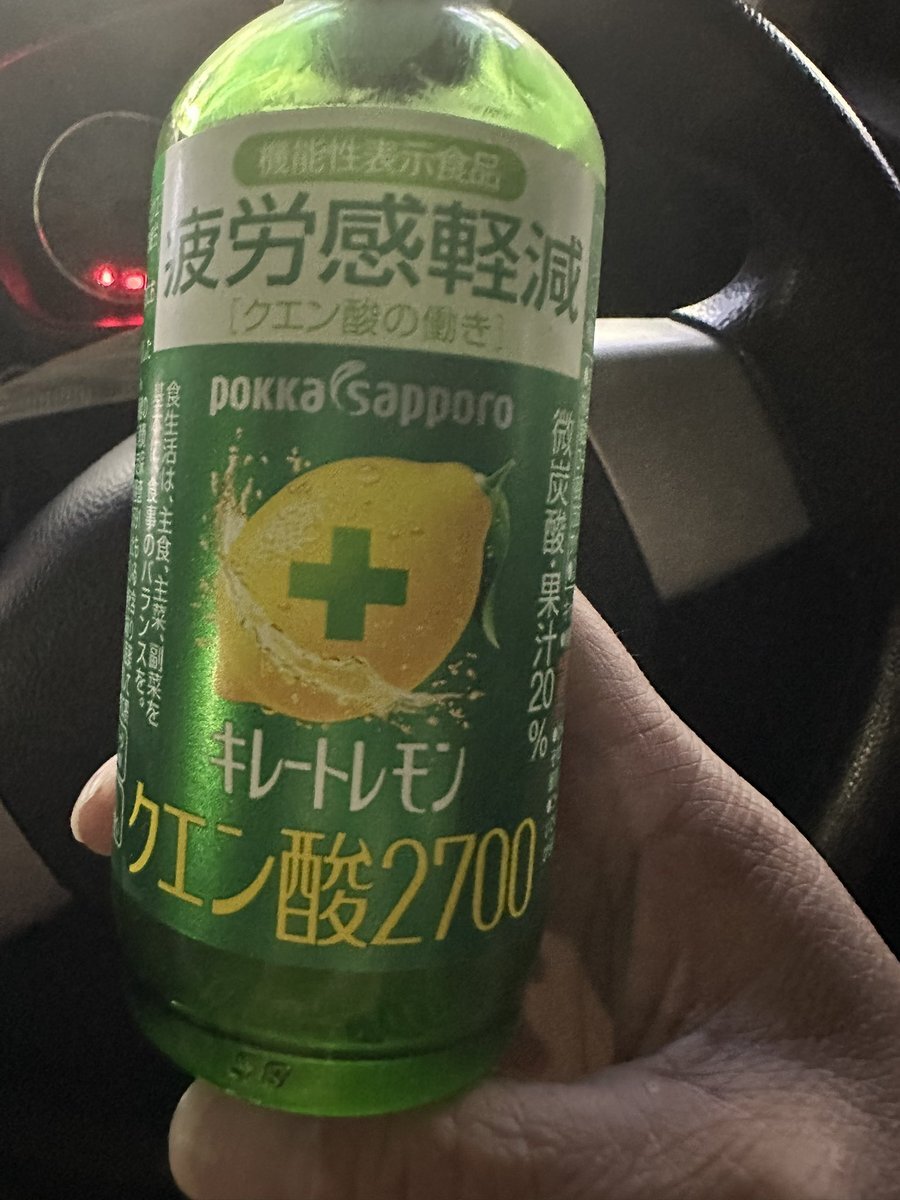 機能性表示食品
疲労感軽減
[クエン酸の働き]
pokka sapporo
食生活は、主食、主菜、副菜を
基本に、食事のバランスを。
微炭酸・果汁20%
キレートレモン
クエン酸2700